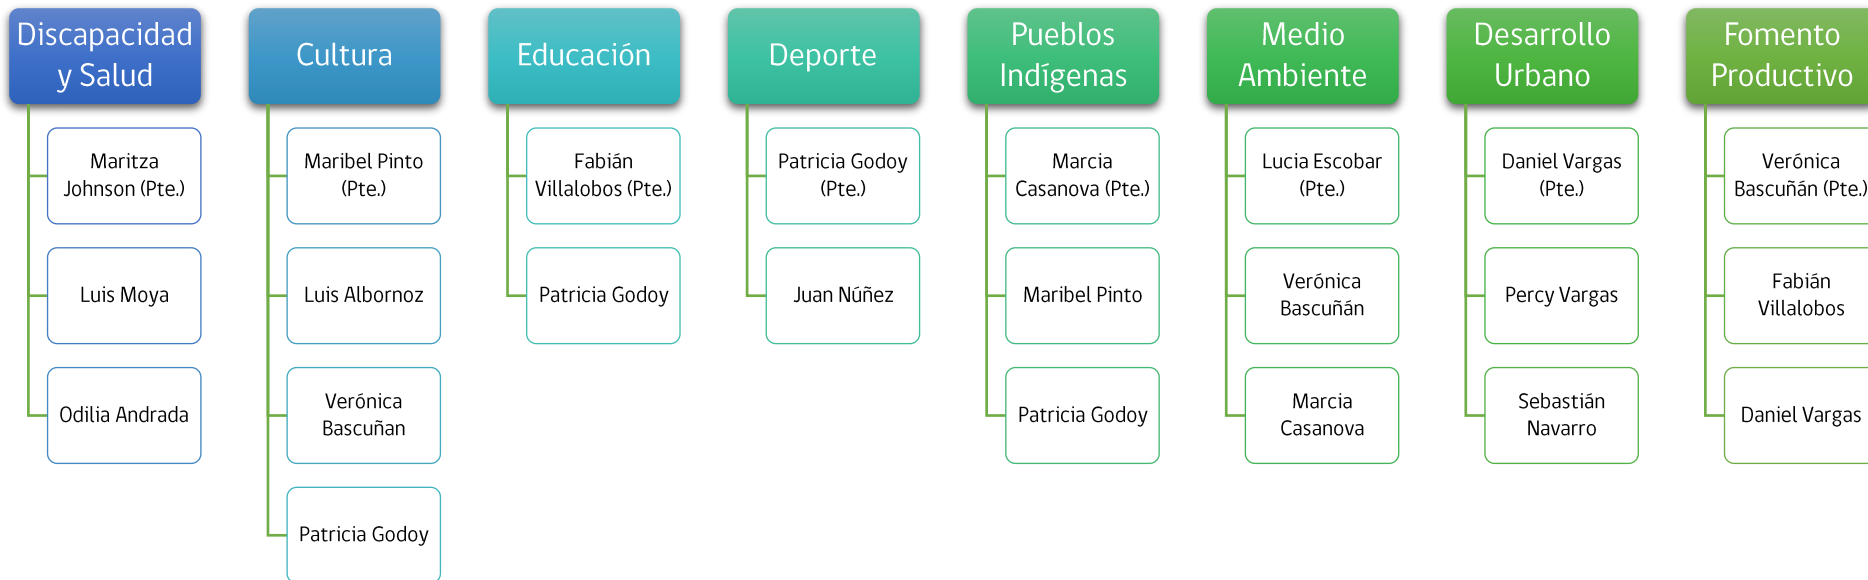 Discapacidad
y Salud
Maritza
Johnson (Pte.)
Luis Moya
Odilia Andrada
Cultura
Maribel Pinto
(Pte.)
Luis Albornoz
Verónica
Bascuñan
Patricia Godoy
Educación
Fabián
Villalobos (Pte.)
Patricia Godoy
Deporte
Patricia Godoy
(Pte.)
Juan Núñez
Pueblos
Indígenas
Marcia
Casanova (Pte.)
Maribel Pinto
Patricia Godoy
Medio
Ambiente
Lucia Escobar
(Pte.)
Verónica
Bascuñán
Marcia
Casanova
Desarrollo
Urbano
Daniel Vargas
(Pte.)
Percy Vargas
Sebastián
Navarro
Fomento
Productivo
Verónica
Bascuñán (Pte.)
Fabián
Villalobos
Daniel Vargas